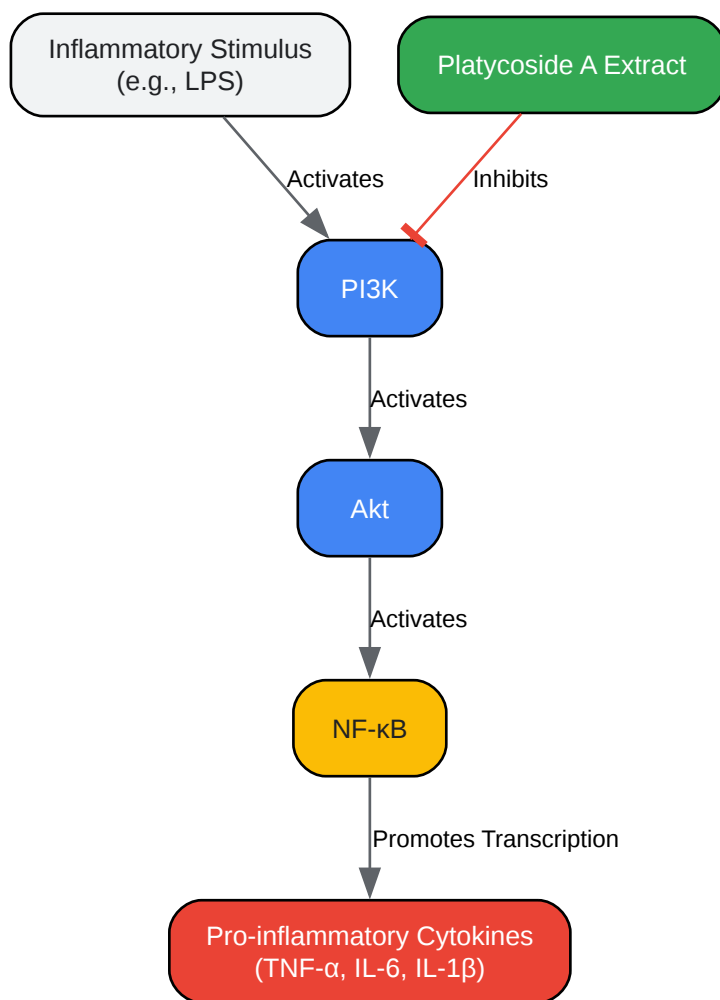 Inflammatory Stimulus
(e.g., LPS)
Platycoside A Extract
Activates
Inhibits
PI3K
Activates
Akt
Activates
NF-κB
Promotes Transcription
Pro-inflammatory Cytokines
(TNF-α, IL-6, IL-1β)